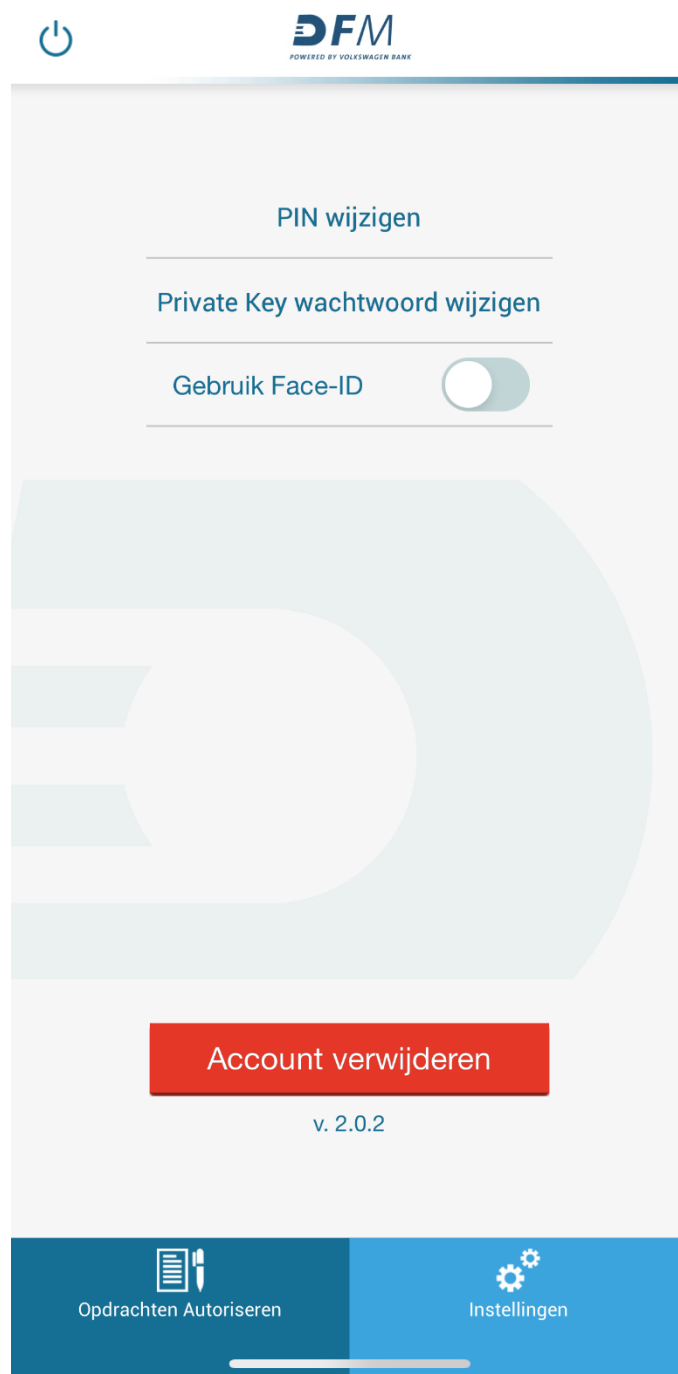 DFM
POWERED BY VOLKSWAGEN BANK
PIN wijzigen
Private Key wachtwoord wijzigen
Gebruik Face-ID
Account verwijderen
v. 2.0.2
Opdrachten Autoriseren
Instellingen